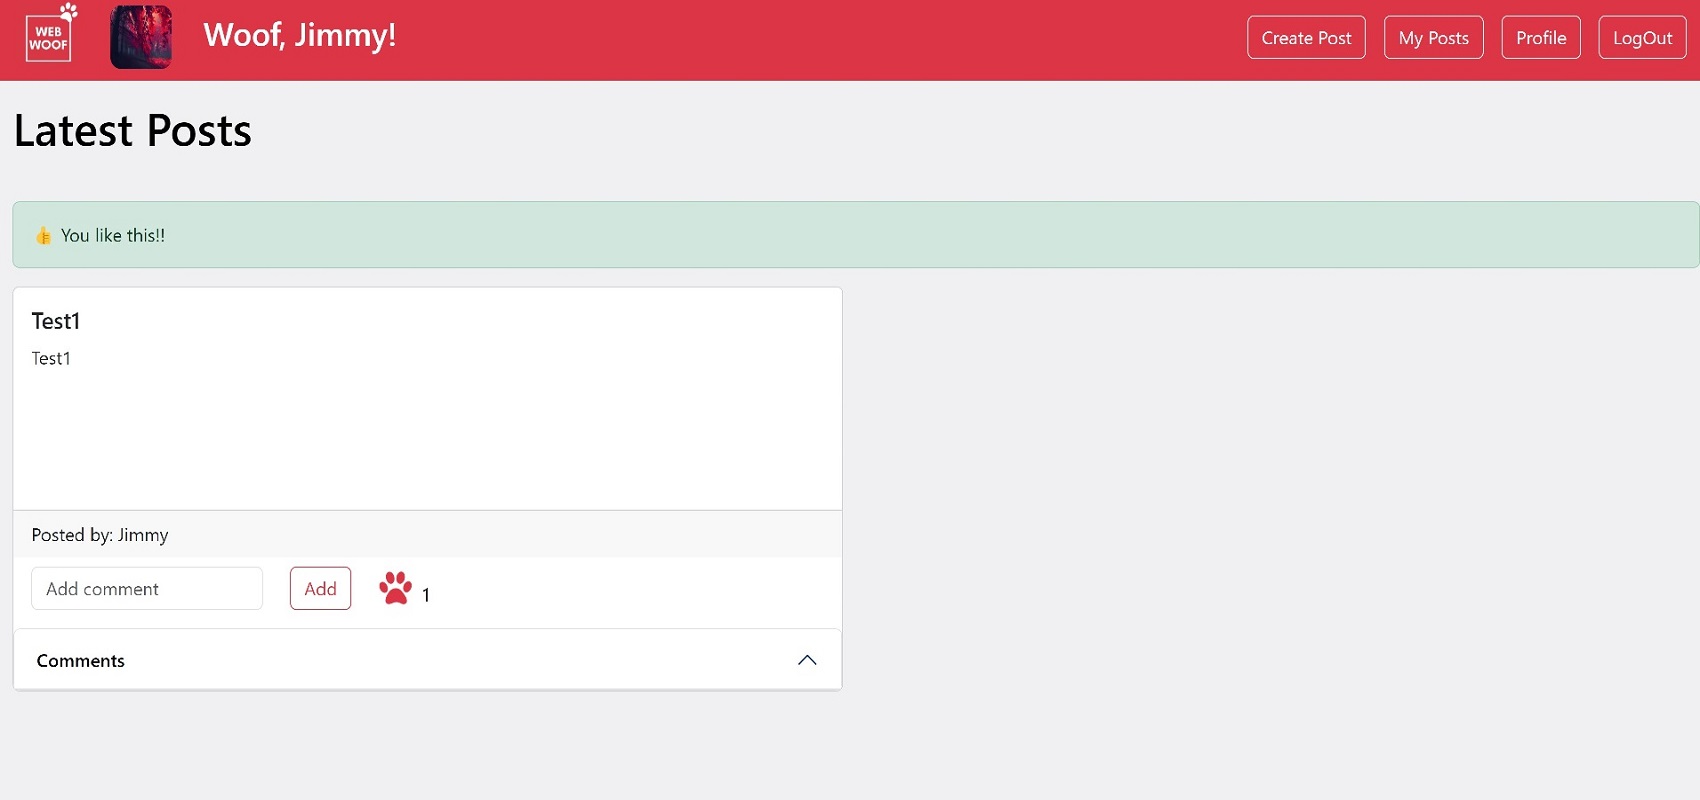 WEB
WOOF
Woof, Jimmy!
Create Post
My Posts
Profile
LogOut
Latest Posts
👍 You like this!!
Test1
Test1
Posted by: Jimmy
Add comment
Add
1
Comments